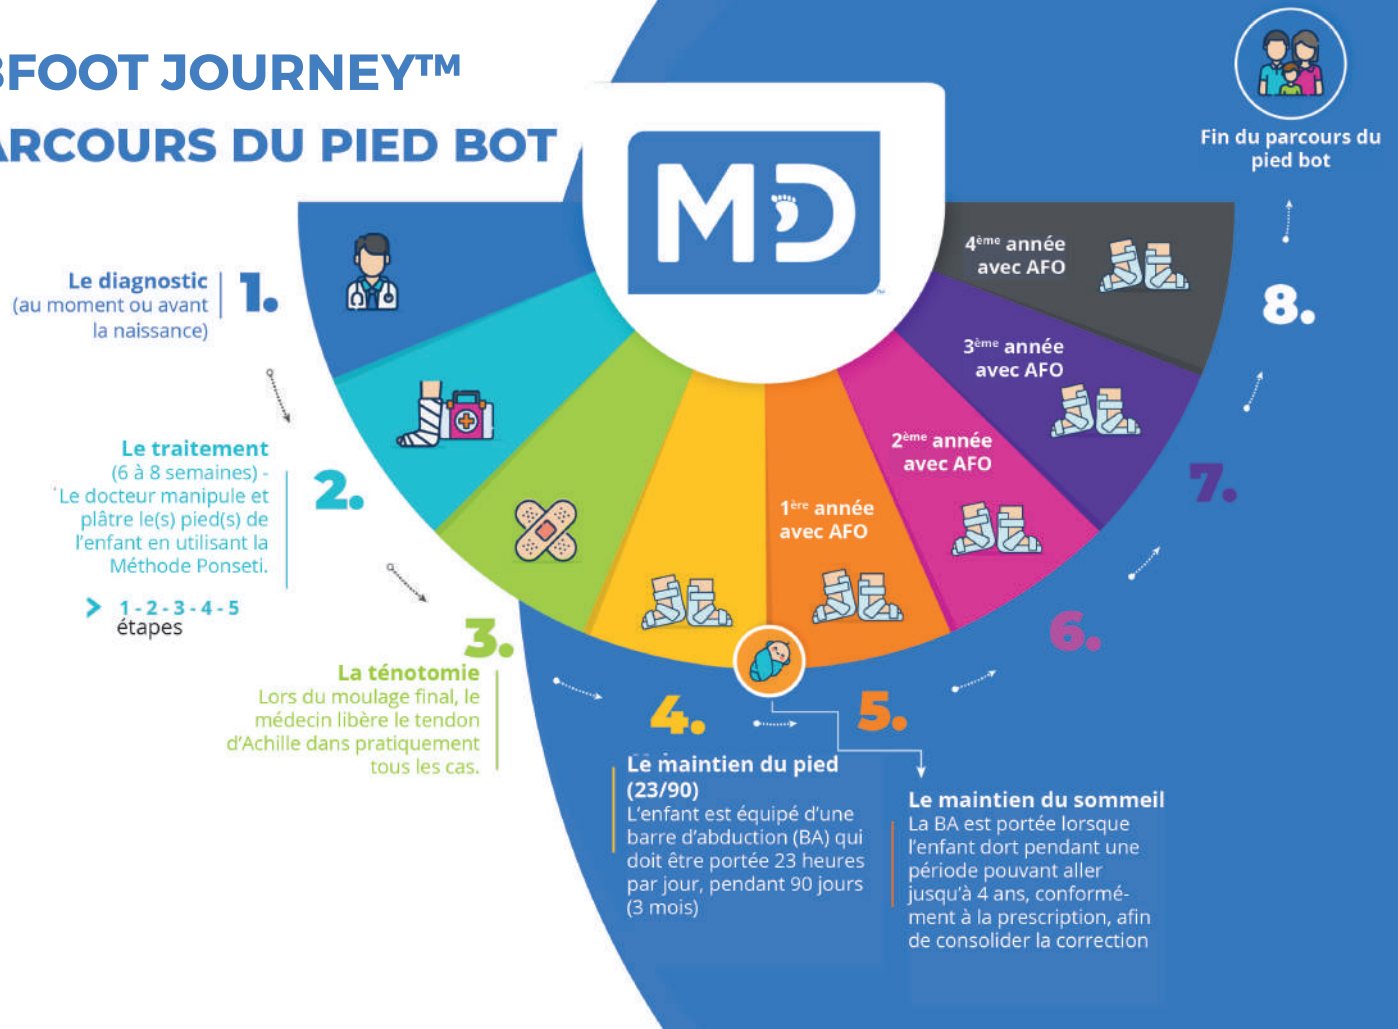 BFOOT JOURNEY™
ARCOURS DU PIED BOT
MD
™
Fin du parcours du
pied bot
1.
Le diagnostic
(au moment ou avant
la naissance)
2.
Le traitement
(6 à 8 semaines) -
Le docteur manipule et
plâtre le(s) pied(s) de
l'enfant en utilisant la
Méthode Ponseti.
1 - 2 - 3 - 4 - 5
étapes
3.
La ténotomie
Lors du moulage final, le
médecin libère le tendon
d'Achille dans pratiquement
tous les cas.
4.
Le maintien du pied
(23/90)
L'enfant est équipé d'une
barre d'abduction (BA) qui
doit être portée 23 heures
par jour, pendant 90 jours
(3 mois)
5.
Le maintien du sommeil
La BA est portée lorsque
l'enfant dort pendant une
période pouvant aller
jusqu'à 4 ans, conformé-
ment à la prescription, afin
de consolider la correction
1ère année
avec AFO
6.
2ème année
avec AFO
7.
3ème année
avec AFO
8.
4ème année
avec AFO